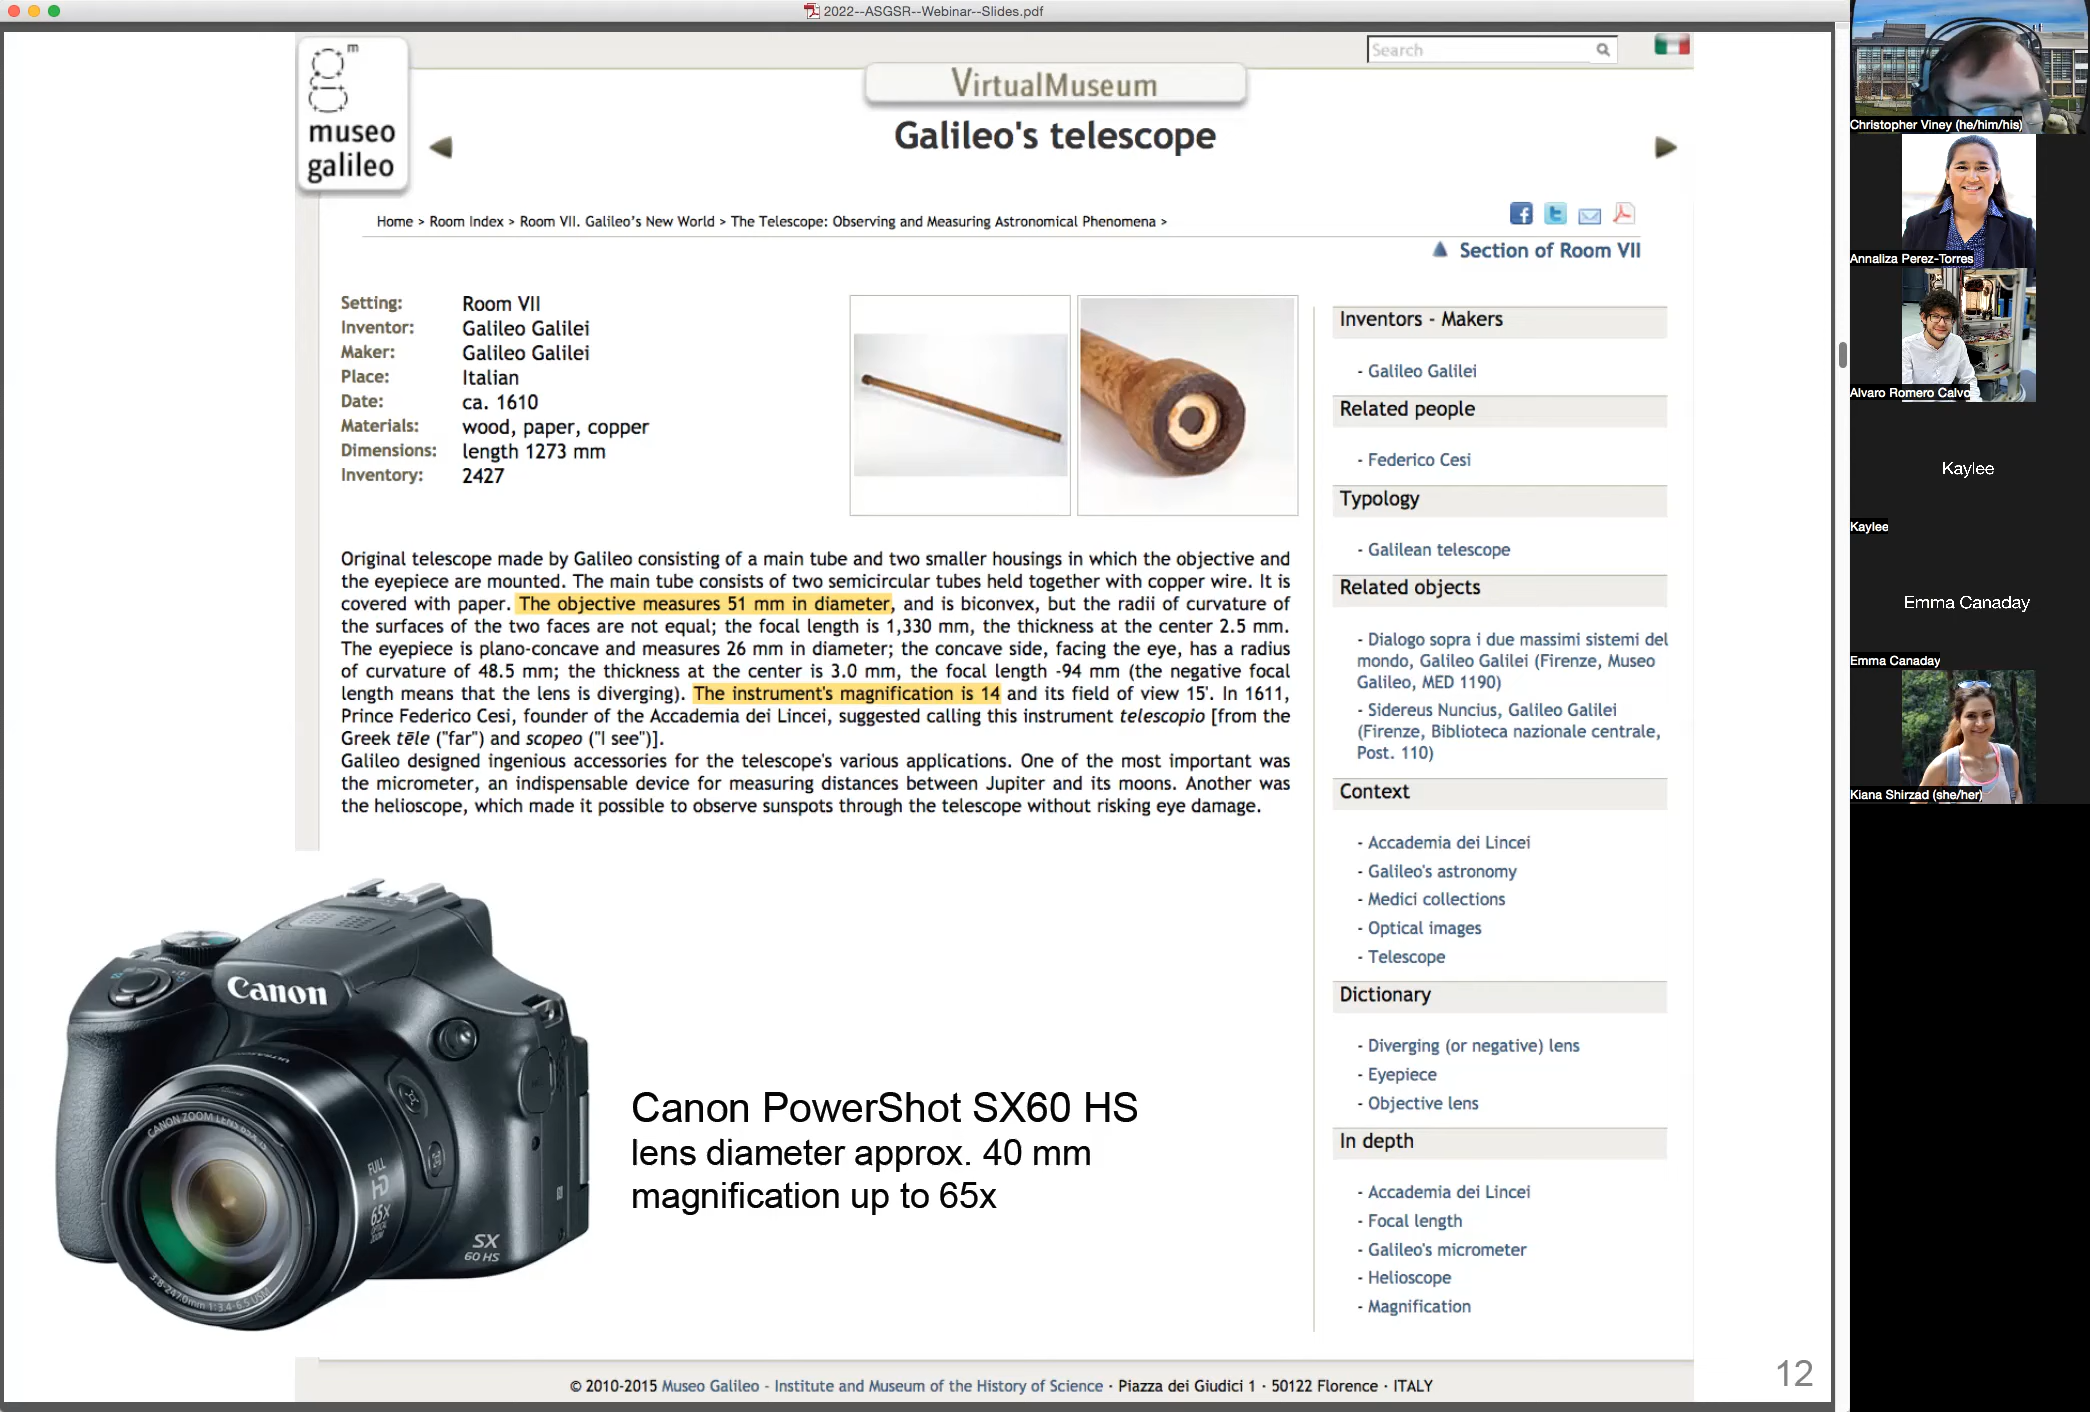 2022--ASGSR--Webinar--Slides.pdf
m
museo
galileo
Search
VirtualMuseum
Galileo's telescope
Home > Room Index > Room VII. Galileo's New World > The Telescope: Observing and Measuring Astronomical Phenomena >
Section of Room VII
Setting: Room VII
Inventor: Galileo Galilei
Maker: Galileo Galilei
Place: Italian
Date: ca. 1610
Materials: wood, paper, copper
Dimensions: length 1273 mm
Inventory: 2427
Original telescope made by Galileo consisting of a main tube and two smaller housings in which the objective and
the eyepiece are mounted. The main tube consists of two semicircular tubes held together with copper wire. It is
covered with paper. The objective measures 51 mm in diameter, and is biconvex, but the radii of curvature of
the surfaces of the two faces are not equal; the focal length is 1,330 mm, the thickness at the center 2.5 mm.
The eyepiece is plano-concave and measures 26 mm in diameter; the concave side, facing the eye, has a radius
of curvature of 48.5 mm; the thickness at the center is 3.0 mm, the focal length -94 mm (the negative focal
length means that the lens is diverging). The instrument's magnification is 14 and its field of view 15'. In 1611,
Prince Federico Cesi, founder of the Accademia dei Lincei, suggested calling this instrument telescopio [from the
Greek tēle ("far") and scopeo ("I see")].
Galileo designed ingenious accessories for the telescope's various applications. One of the most important was
the micrometer, an indispensable device for measuring distances between Jupiter and its moons. Another was
the helioscope, which made it possible to observe sunspots through the telescope without risking eye damage.
Inventors - Makers
- Galileo Galilei
Related people
- Federico Cesi
Typology
- Galilean telescope
Related objects
- Dialogo sopra i due massimi sistemi del
mondo, Galileo Galilei (Firenze, Museo
Galileo, MED 1190)
- Sidereus Nuncius, Galileo Galilei
(Firenze, Biblioteca nazionale centrale,
Post. 110)
Context
- Accademia dei Lincei
- Galileo's astronomy
- Medici collections
- Optical images
- Telescope
Dictionary
- Diverging (or negative) lens
- Eyepiece
- Objective lens
In depth
- Accademia dei Lincei
- Focal length
- Galileo's micrometer
- Helioscope
- Magnification
Canon
CANON ZOOM LENS 65x
FULL
HD
65x
OPTICAL
ZOOM
SX
60 HS
3.8-247.0mm 1:3.4-6.5 USM
Canon PowerShot SX60 HS
lens diameter approx. 40 mm
magnification up to 65x
© 2010-2015 Museo Galileo - Institute and Museum of the History of Science · Piazza dei Giudici 1 · 50122 Florence · ITALY
12
Christopher Viney (he/him/his)
Annaliza Perez-Torres
Alvaro Romero Calvo
Kaylee
Kaylee
Emma Canaday
Emma Canaday
Kiana Shirzad (she/her)